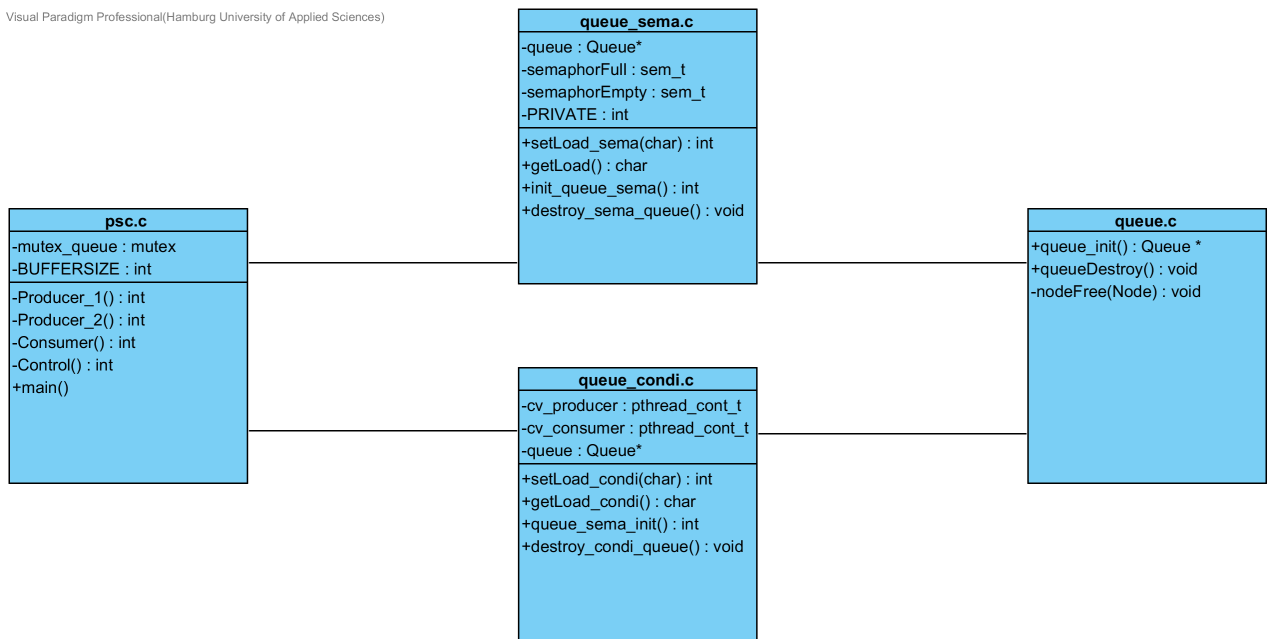 Visual Paradigm Professional(Hamburg University of Applied Sciences)
queue_sema.c
-queue : Queue*
-semaphorFull : sem_t
-semaphorEmpty : sem_t
-PRIVATE : int
+setLoad_sema(char) : int
+getLoad() : char
+init_queue_sema() : int
+destroy_sema_queue() : void
psc.c
-mutex_queue : mutex
-BUFFERSIZE : int
-Producer_1() : int
-Producer_2() : int
-Consumer() : int
-Control() : int
+main()
queue.c
+queue_init() : Queue *
+queueDestroy() : void
-nodeFree(Node) : void
queue_condi.c
-cv_producer : pthread_cont_t
-cv_consumer : pthread_cont_t
-queue : Queue*
+setLoad_condi(char) : int
+getLoad_condi() : char
+queue_sema_init() : int
+destroy_condi_queue() : void